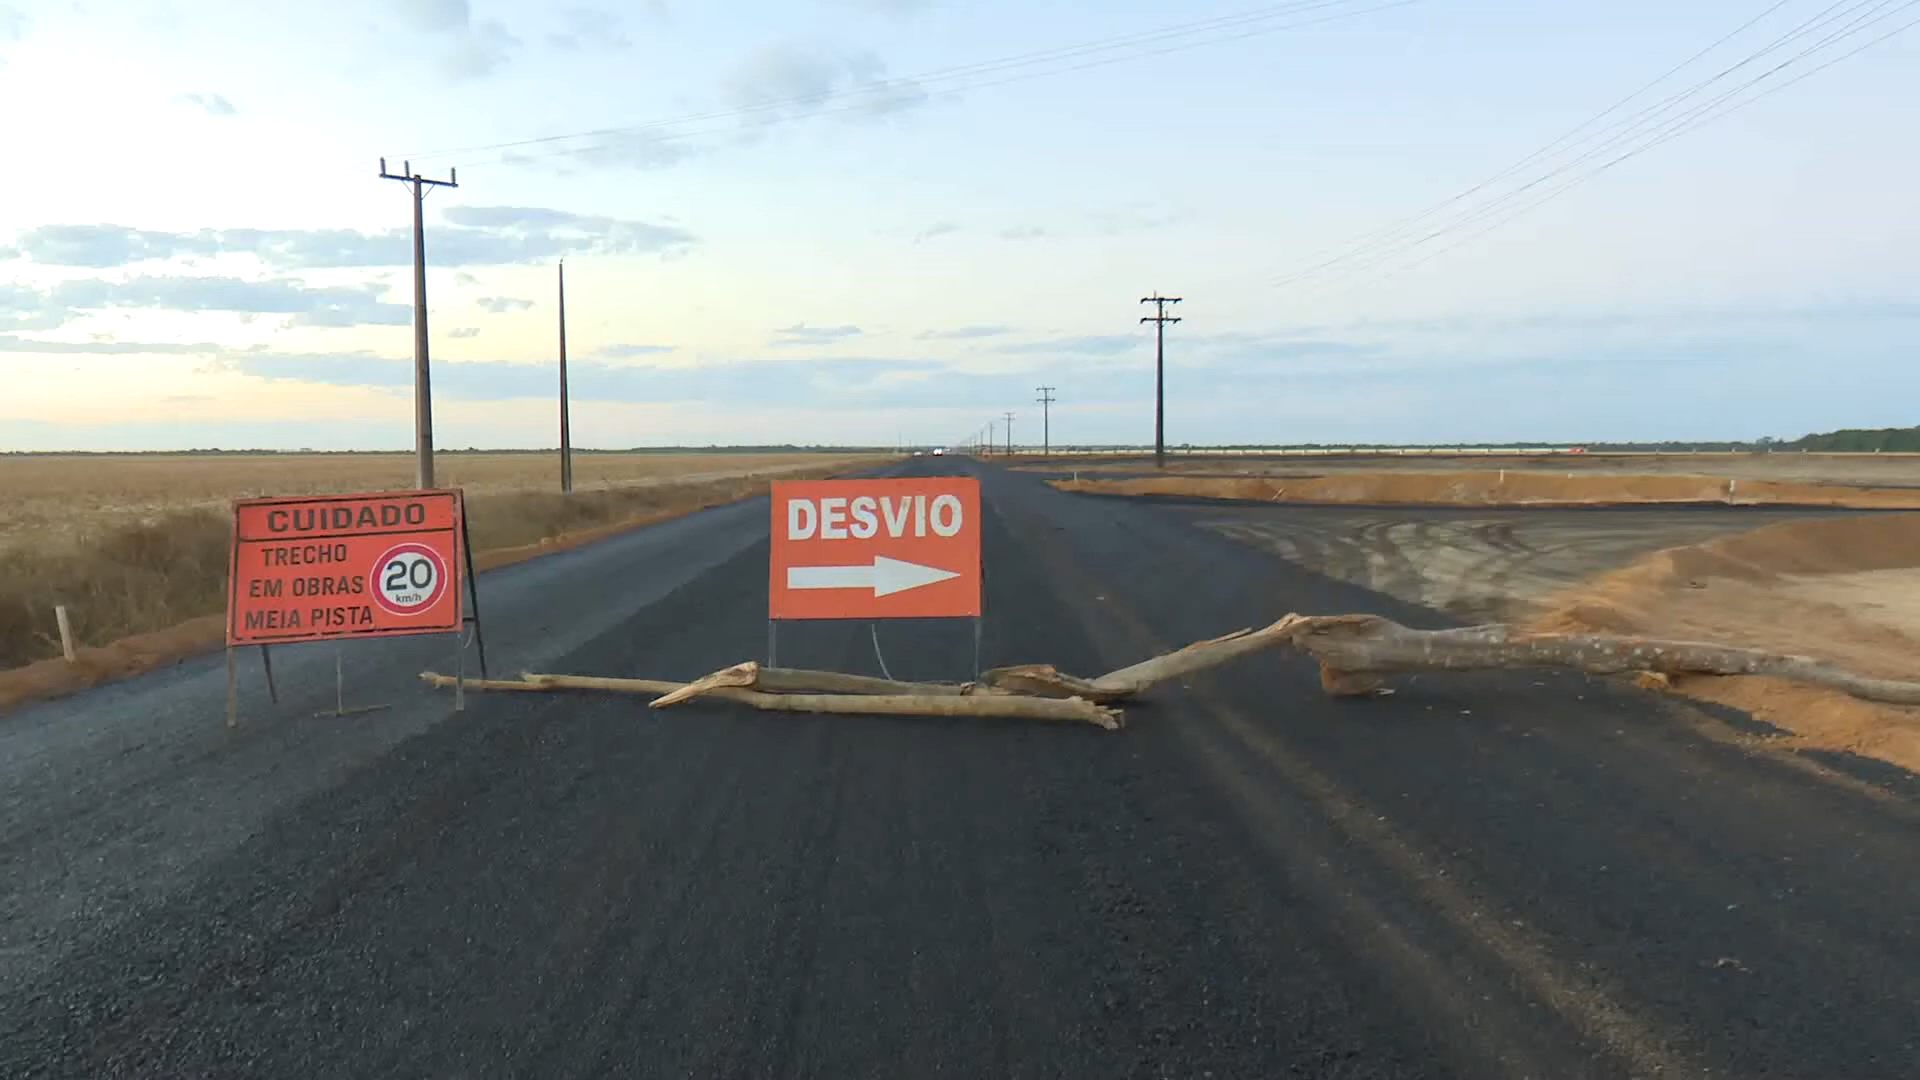 CUIDADO
TRECHO
EM OBRAS
MEIA PISTA
20
km/h
DESVIO